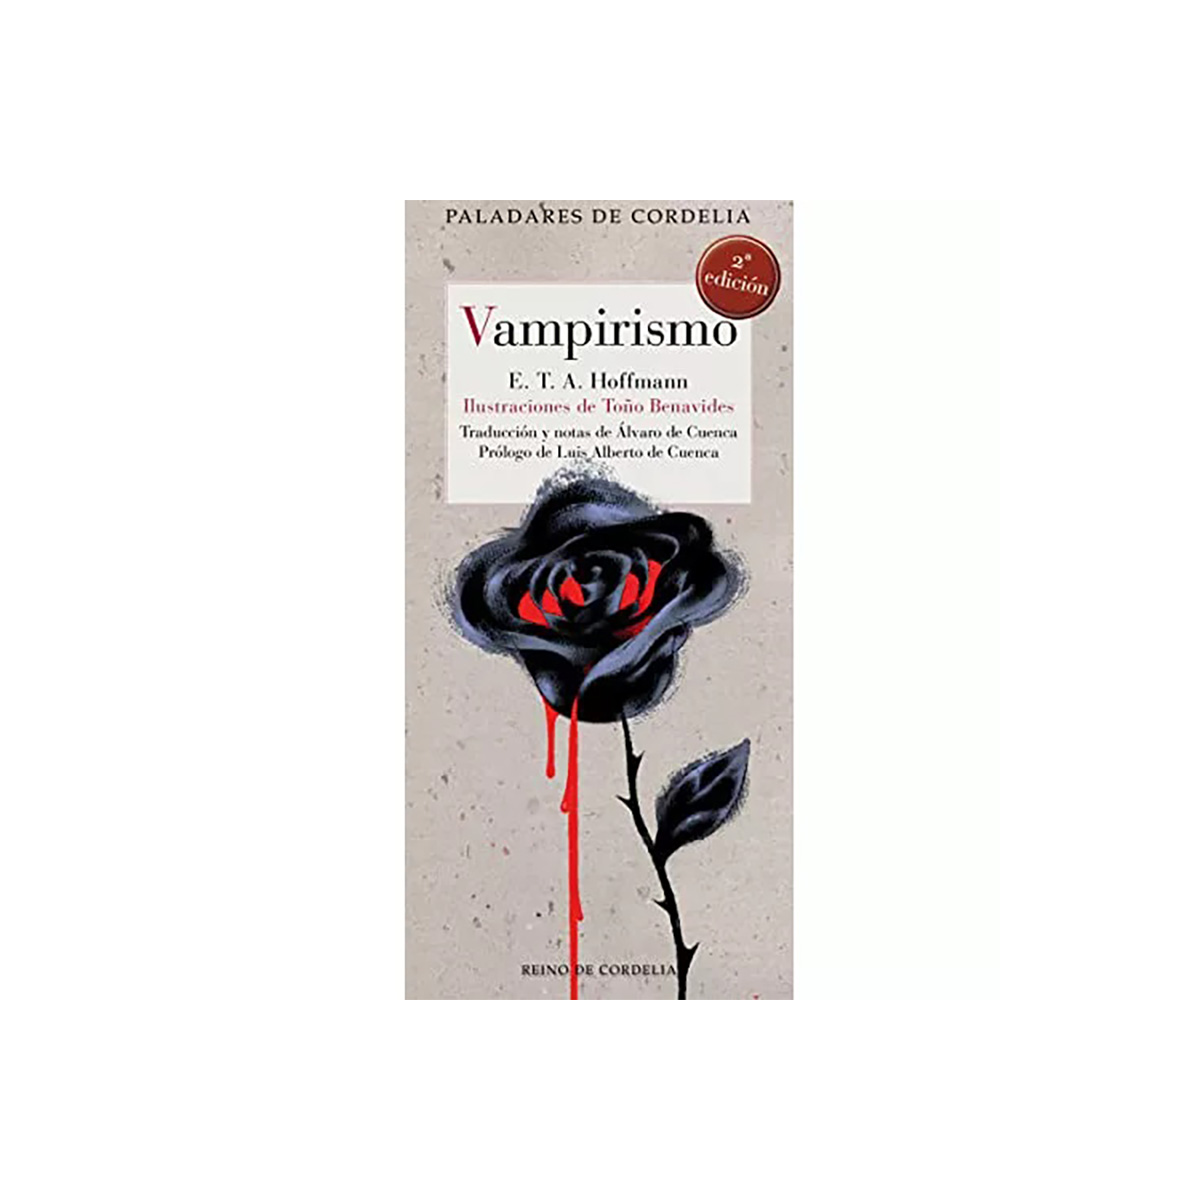 PALADARES DE CORDELIA
2ª
edición
Vampirismo
E. T. A. Hoffmann
Ilustraciones de Toño Benavides
Traducción y notas de Álvaro de Cuenca
Prólogo de Luis Alberto de Cuenca
REINO DE CORDELIA